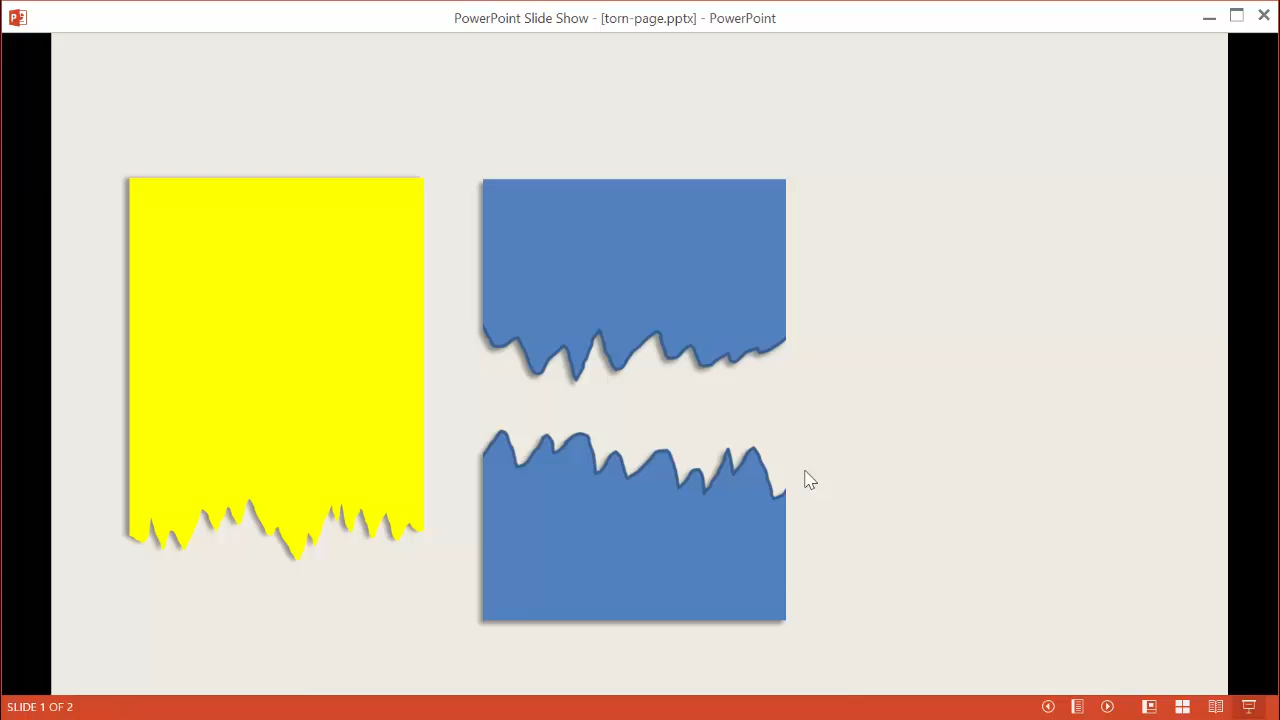 PowerPoint Slide Show - [torn-page.pptx] - PowerPoint
SLIDE 1 OF 2